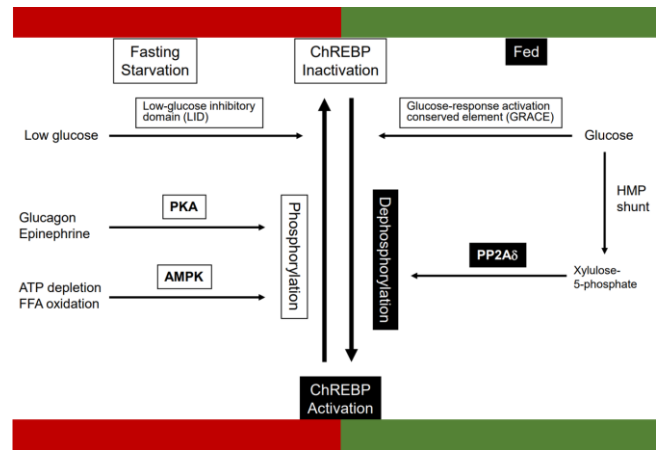 Fasting
Starvation
ChREBP
Inactivation
Fed
Low-glucose inhibitory
domain (LID)
Glucose-response activation
conserved element (GRACE)
Low glucose
Glucose
HMP
shunt
PKA
Glucagon
Epinephrine
Phosphorylation
Dephosphorylation
PP2Aδ
Xylulose-
5-phosphate
AMPK
ATP depletion
FFA oxidation
ChREBP
Activation